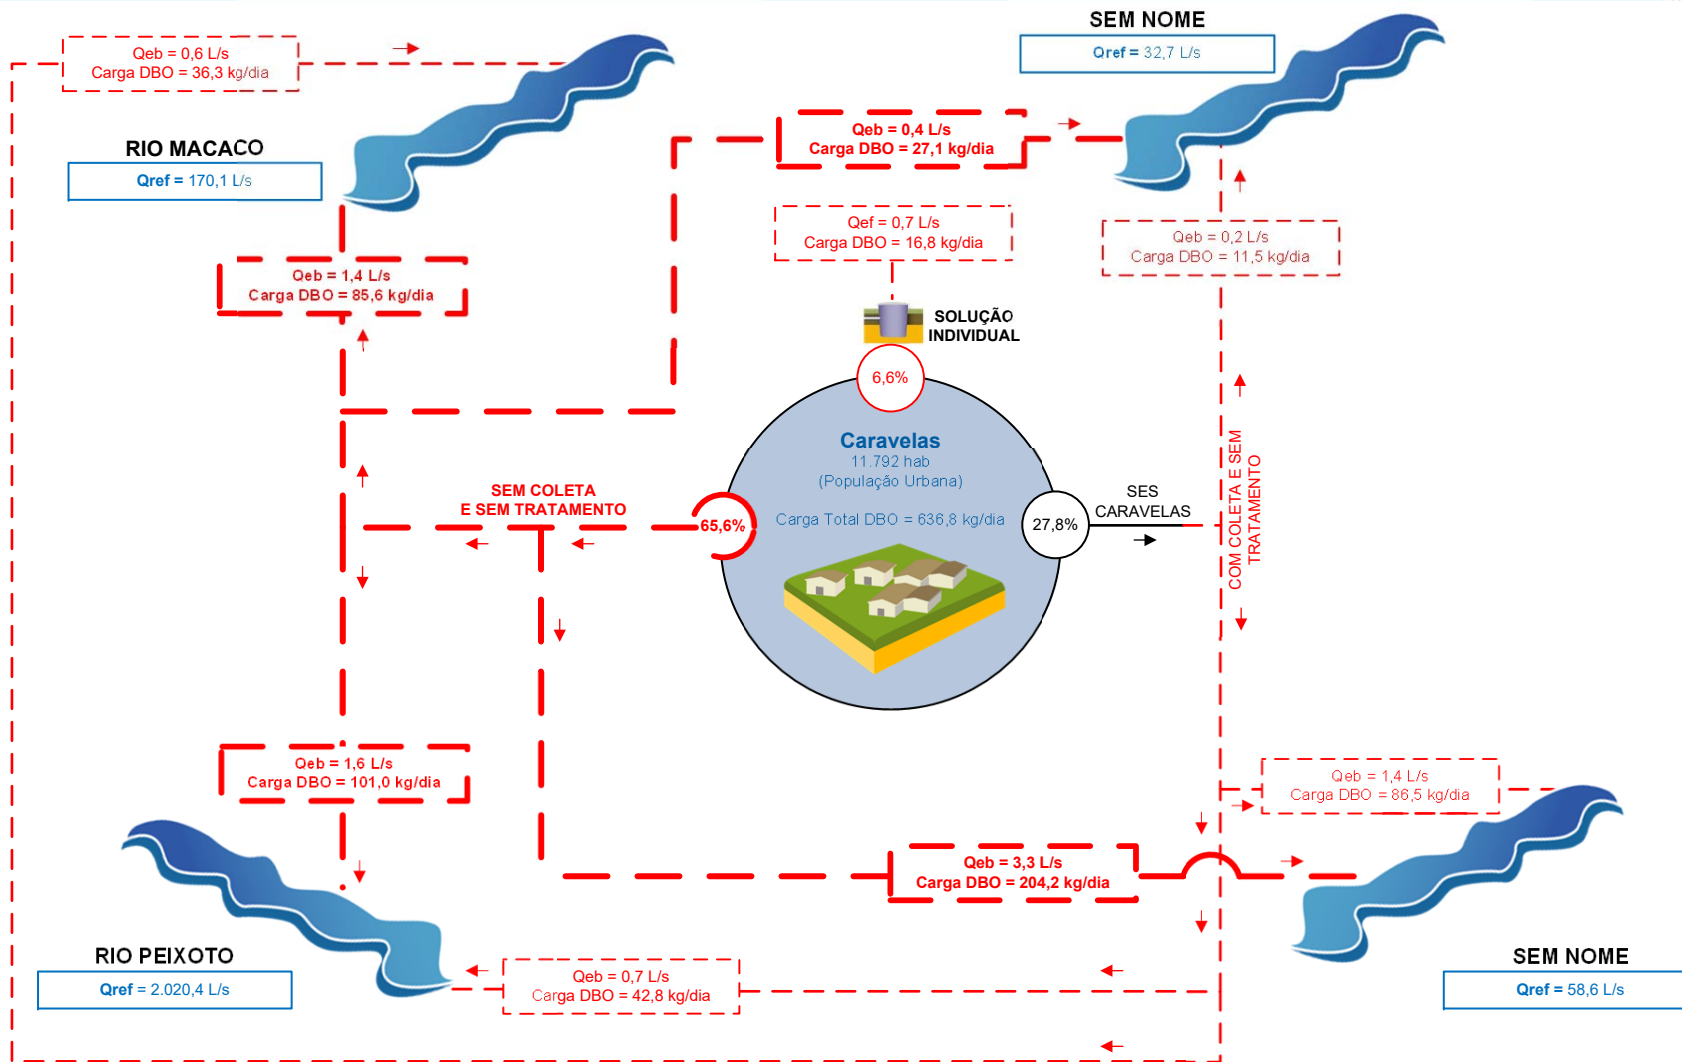 SEM NOME
Qref = 32,7 L/s
Qeb = 0,6 L/s
Carga DBO = 36,3 kg/dia
RIO MACACO
Qref = 170,1 L/s
Qeb = 0,4 L/s
Carga DBO = 27,1 kg/dia
Qef = 0,7 L/s
Carga DBO = 16,8 kg/dia
Qeb = 0,2 L/s
Carga DBO = 11,5 kg/dia
Qeb = 1,4 L/s
Carga DBO = 85,6 kg/dia
SOLUÇÃO
INDIVIDUAL
6,6%
Caravelas
11.792 hab
(População Urbana)
Carga Total DBO = 636,8 kg/dia
SEM COLETA
E SEM TRATAMENTO
65,6%
27,8%
SES
CARAVELAS
COM COLETA E SEM
TRATAMENTO
Qeb = 1,6 L/s
Carga DBO = 101,0 kg/dia
Qeb = 1,4 L/s
Carga DBO = 86,5 kg/dia
Qeb = 3,3 L/s
Carga DBO = 204,2 kg/dia
RIO PEIXOTO
Qref = 2.020,4 L/s
Qeb = 0,7 L/s
Carga DBO = 42,8 kg/dia
SEM NOME
Qref = 58,6 L/s